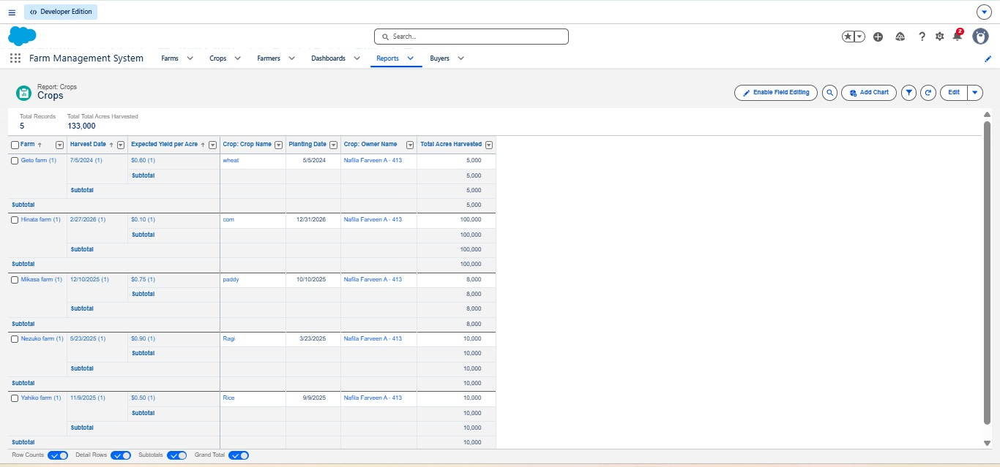 Developer Edition
Search...
2
Farm Management System Farms Crops Farmers Dashboards Reports Buyers
Report: Crops
Crops
Enable Field Editing Add Chart Edit
Total Records Total Total Acres Harvested
5 133,000
Farm ↑ Harvest Date ↑ Expected Yield per Acre ↑ Crop: Crop Name Planting Date Crop: Owner Name Total Acres Harvested
Geto farm (1) 7/5/2024 (1) $0.60 (1) wheat 5/5/2024 Nafila Farveen A - 413 5,000
Subtotal 5,000
Subtotal 5,000
Subtotal 5,000
Hinata farm (1) 2/27/2026 (1) $0.10 (1) corn 12/31/2026 Nafila Farveen A - 413 100,000
Subtotal 100,000
Subtotal 100,000
Subtotal 100,000
Mikasa farm (1) 12/10/2025 (1) $0.75 (1) paddy 10/10/2025 Nafila Farveen A - 413 8,000
Subtotal 8,000
Subtotal 8,000
Subtotal 8,000
Nezuko farm (1) 5/23/2025 (1) $0.90 (1) Ragi 3/23/2025 Nafila Farveen A - 413 10,000
Subtotal 10,000
Subtotal 10,000
Subtotal 10,000
Yahiko farm (1) 11/9/2025 (1) $0.50 (1) Rice 9/9/2025 Nafila Farveen A - 413 10,000
Subtotal 10,000
Subtotal 10,000
Subtotal 10,000
Row Counts Detail Rows Subtotals Grand Total